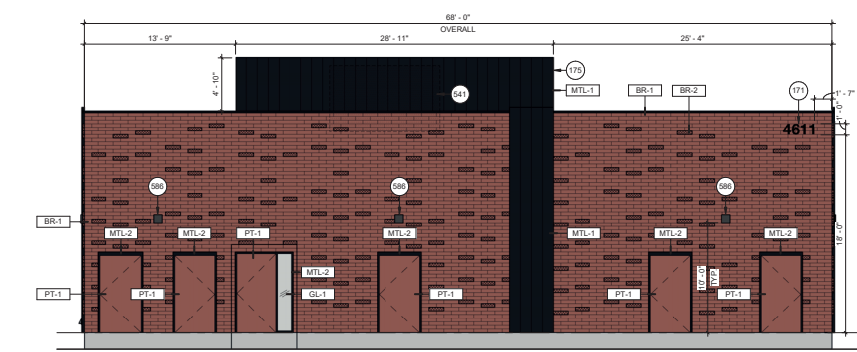 68' - 0"
OVERALL
13' - 9"
28' - 11"
25' - 4"
4' - 10"
175
541
MTL-1
BR-1
BR-2
171
1' - 7"
1' - 0"
4611
586
586
586
BR-1
MTL-2
MTL-2
PT-1
MTL-2
MTL-1
MTL-2
MTL-2
18' - 0"
MTL-2
10' - 0"
TYP.
PT-1
PT-1
GL-1
PT-1
PT-1
PT-1